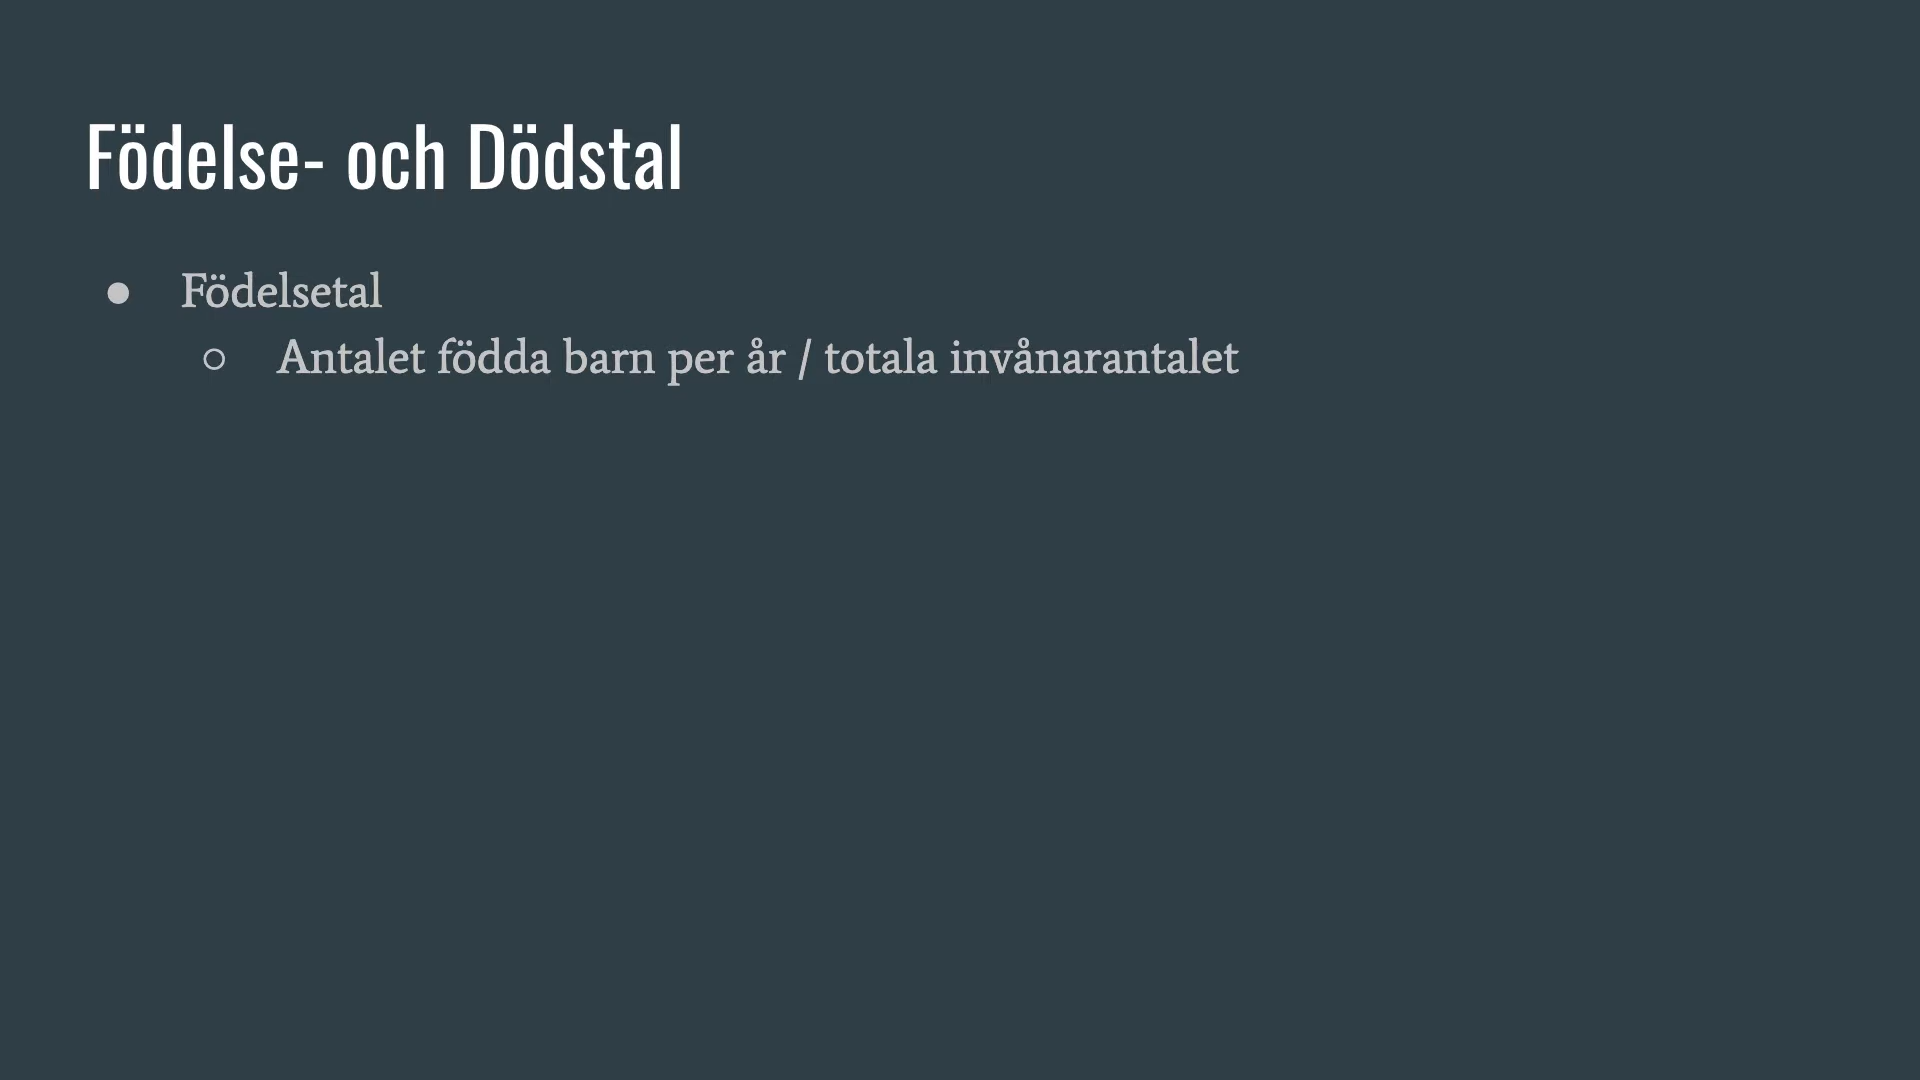 Födelse- och Dödstal
● Födelsetal
○ Antalet födda barn per år / totala invånarantalet